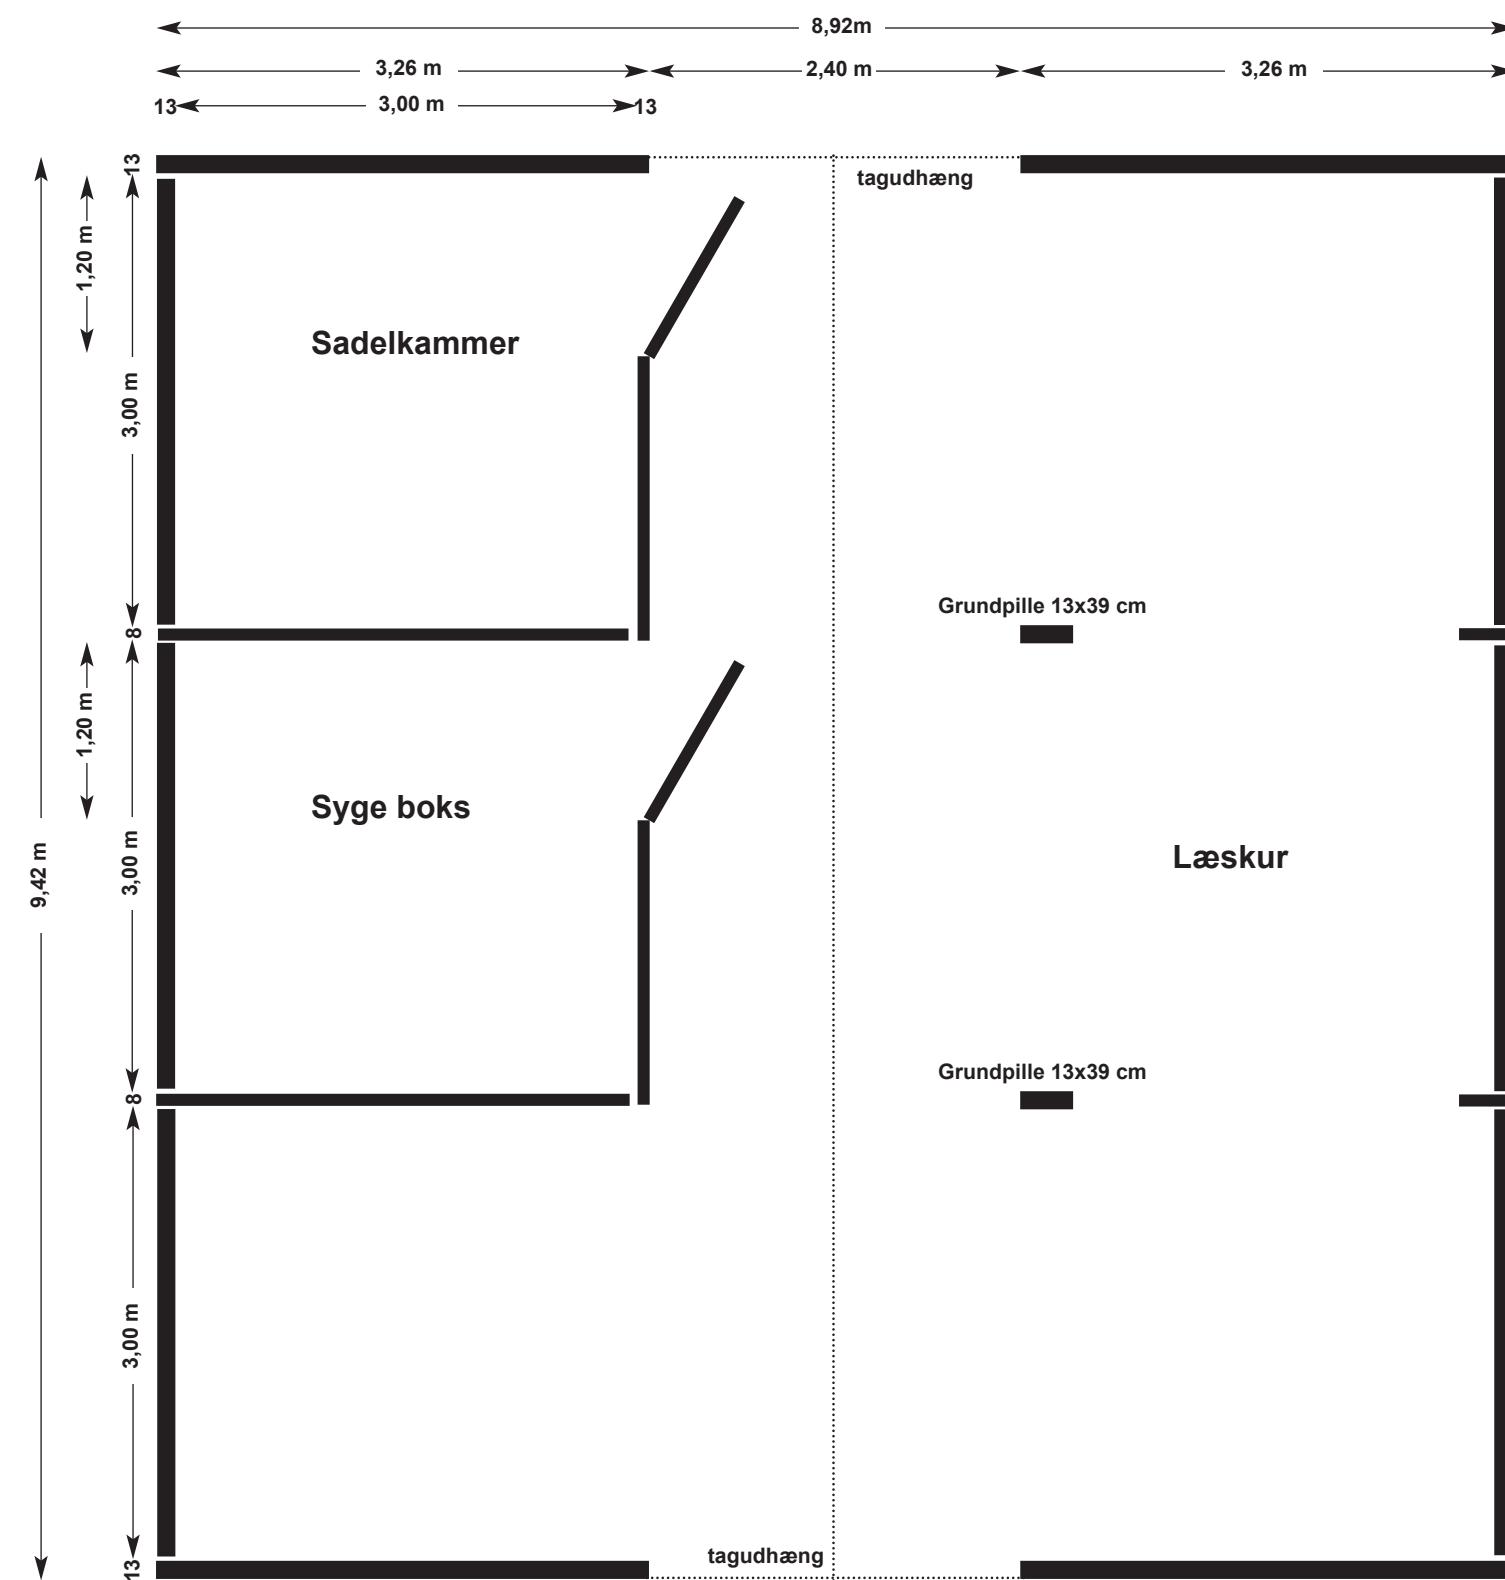 8,92m
3,26 m
2,40 m
3,26 m
13
3,00 m
13
13
tagudhæng
1,20 m
Sadelkammer
3,00 m
Grundpille 13x39 cm
8
1,20 m
Syge boks
Læskur
3,00 m
9,42 m
Grundpille 13x39 cm
8
3,00 m
tagudhæng
13